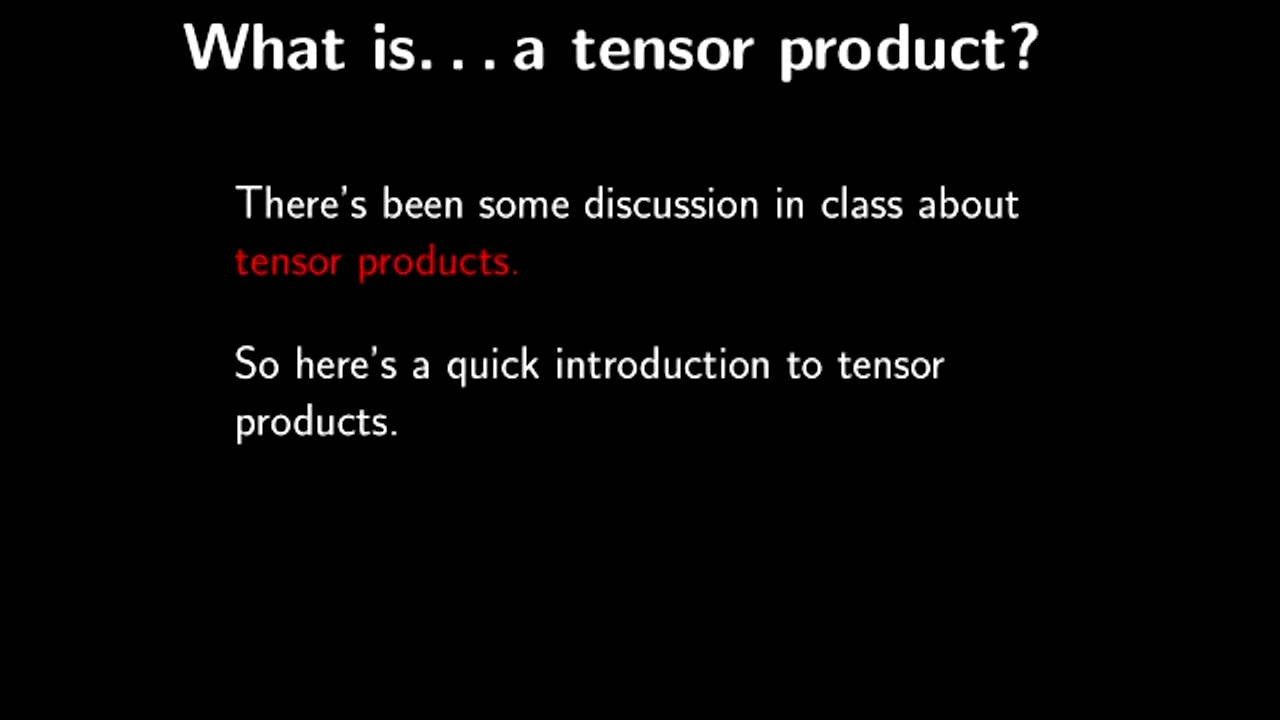 What is. . . a tensor product?
There's been some discussion in class about
tensor products.
So here's a quick introduction to tensor
products.